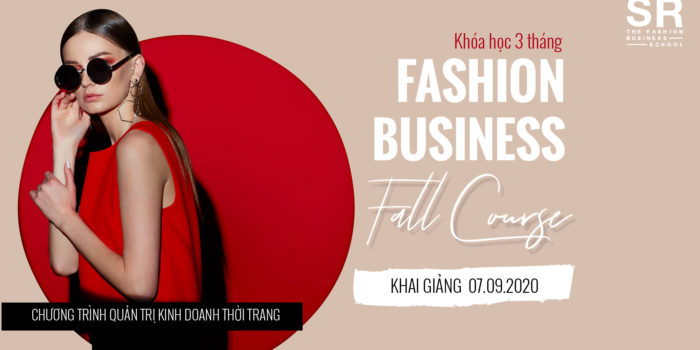 SR
THE FASHION
BUSINESS
SCHOOL
Khóa học 3 tháng
FASHION
BUSINESS
Fall Course
KHAI GIẢNG 07.09.2020
CHƯƠNG TRÌNH QUẢN TRỊ KINH DOANH THỜI TRANG